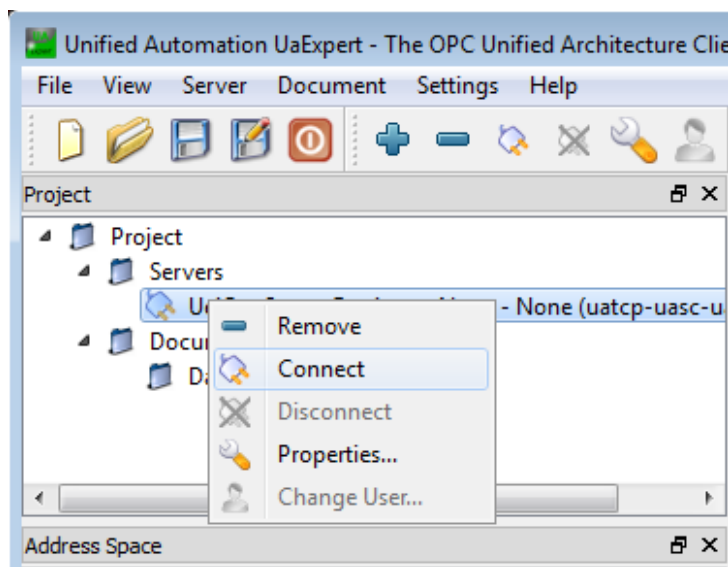 Unified Automation UaExpert - The OPC Unified Architecture Clie
File View Server Document Settings Help
Project
Project
Servers
- None (uatcp-uasc-u
Remove
Connect
Disconnect
Properties...
Change User...
Address Space